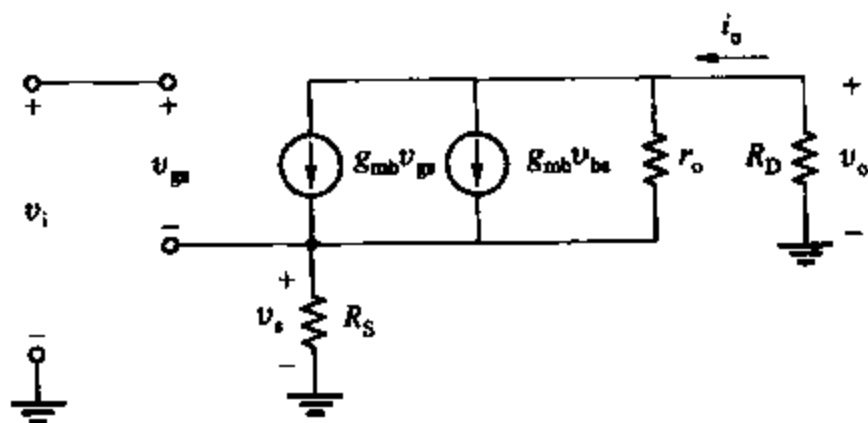 i_o
+ + +
g_mb v_gs g_mb v_bs r_o R_D v_o
v_gs
v_i
− −
+
v_s R_S
− −